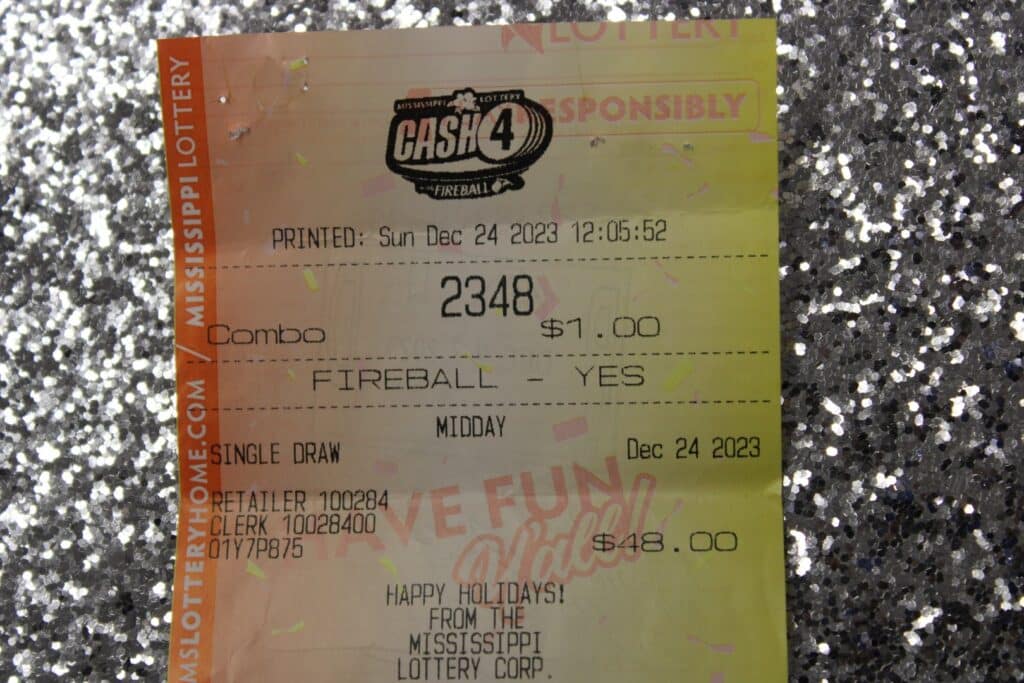 LOTTERY
RESPONSIBLY
MISSISSIPPI LOTTERY
CASH 4
FIREBALL
PRINTED: Sun Dec 24 2023 12:05:52
2348
Combo $1.00
FIREBALL - YES
MIDDAY
SINGLE DRAW Dec 24 2023
RETAILER 100284
CLERK 10028400
01Y7P875
$48.00
HAVE FUN
Y'all!
HAPPY HOLIDAYS!
FROM THE
MISSISSIPPI
LOTTERY CORP.
MSLOTTERYHOME.COM / MISSISSIPPI LOTTERY